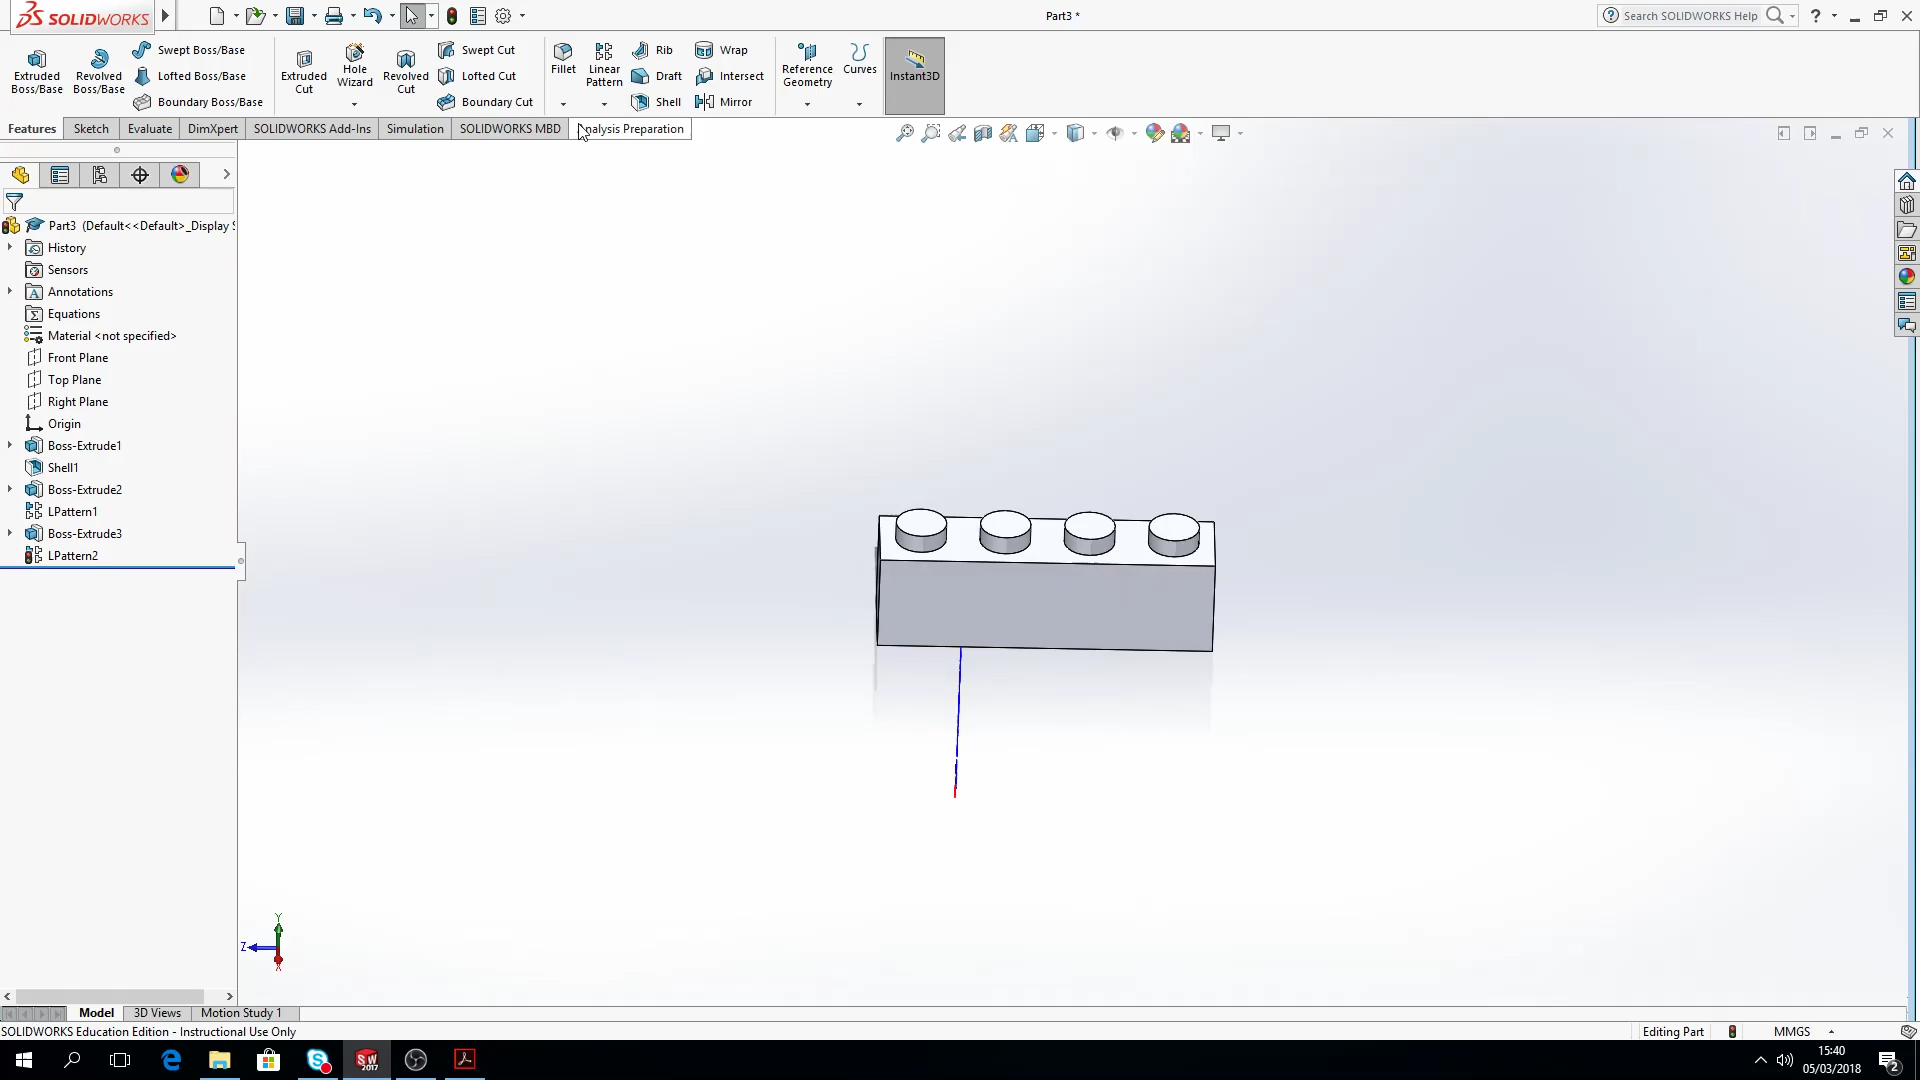 SOLIDWORKS
Part3 *
Search SOLIDWORKS Help
?
Extruded Boss/Base
Revolved Boss/Base
Swept Boss/Base
Lofted Boss/Base
Boundary Boss/Base
Extruded Cut
Hole Wizard
Revolved Cut
Swept Cut
Lofted Cut
Boundary Cut
Fillet
Linear Pattern
Rib
Draft
Shell
Wrap
Intersect
Mirror
Reference Geometry
Curves
Instant3D
Features
Sketch
Evaluate
DimXpert
SOLIDWORKS Add-Ins
Simulation
SOLIDWORKS MBD
Analysis Preparation
Part3 (Default<<Default>_Display S
History
Sensors
Annotations
Equations
Material <not specified>
Front Plane
Top Plane
Right Plane
Origin
Boss-Extrude1
Shell1
Boss-Extrude2
LPattern1
Boss-Extrude3
LPattern2
Y
Z
X
Model
3D Views
Motion Study 1
SOLIDWORKS Education Edition - Instructional Use Only
Editing Part
MMGS
SW 2017
15:40
05/03/2018
2